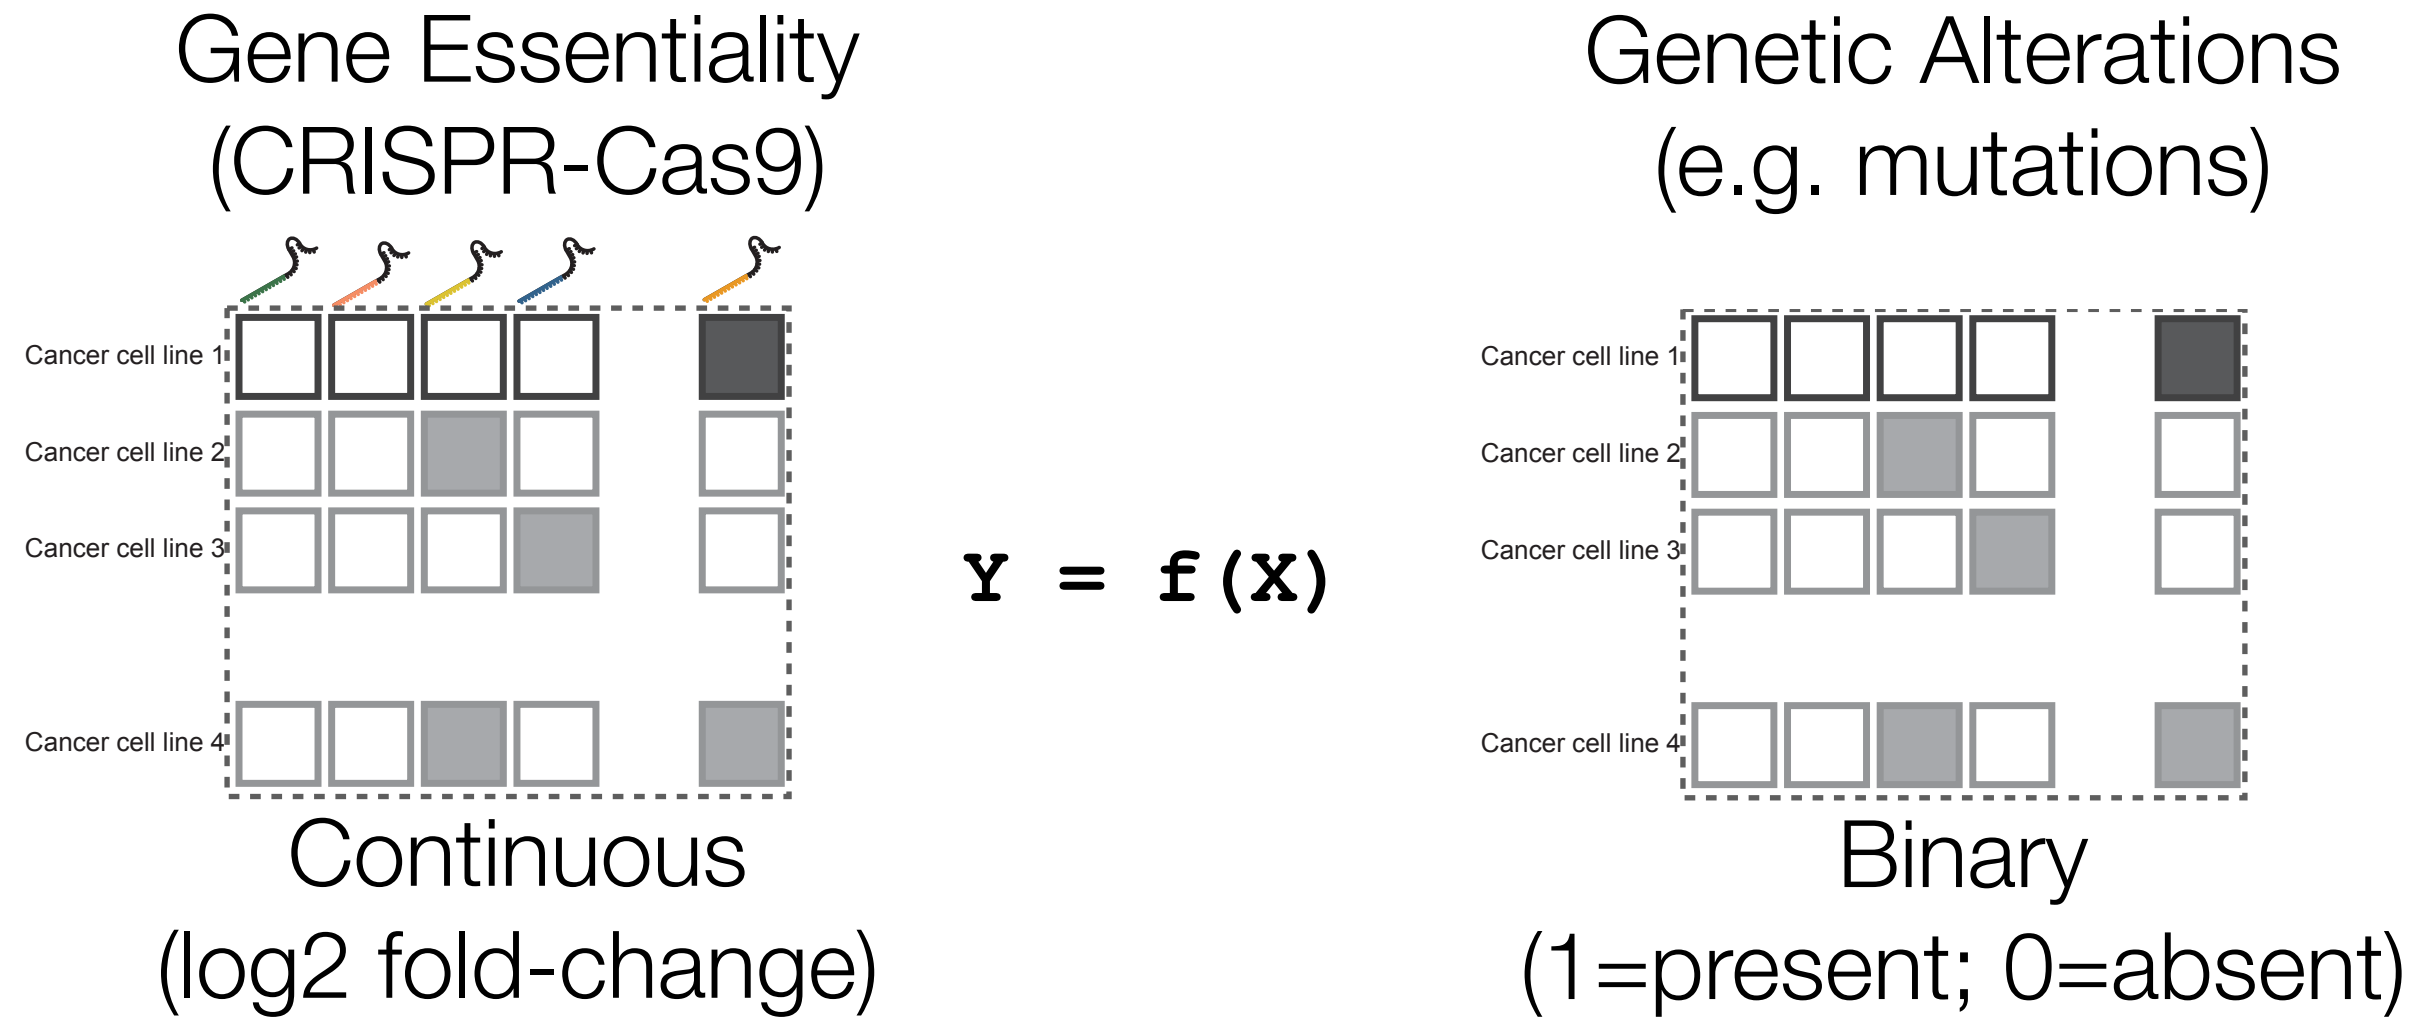 Gene Essentiality
(CRISPR-Cas9)
Cancer cell line 1
Cancer cell line 2
Cancer cell line 3
Cancer cell line 4
Continuous
(log2 fold-change)
Y = f(X)
Genetic Alterations
(e.g. mutations)
Cancer cell line 1
Cancer cell line 2
Cancer cell line 3
Cancer cell line 4
Binary
(1=present; 0=absent)